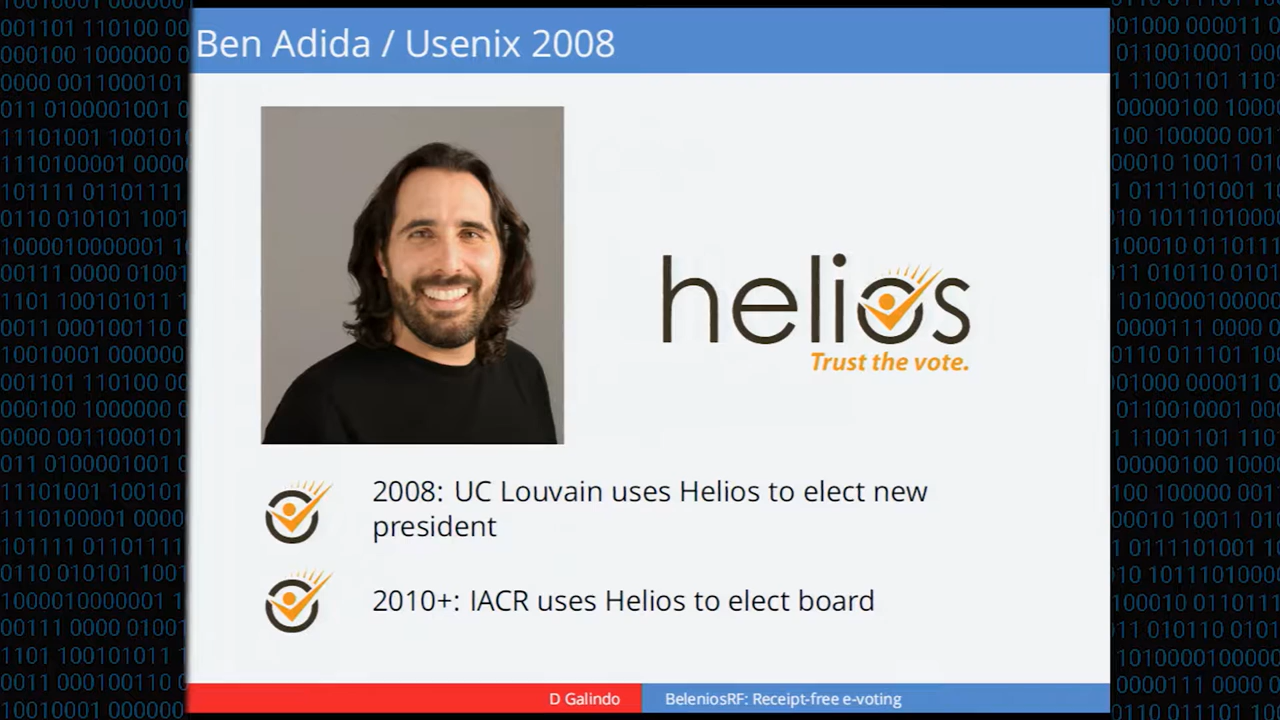 Ben Adida / Usenix 2008
helios
Trust the vote.
2008: UC Louvain uses Helios to elect new
president
2010+: IACR uses Helios to elect board
D Galindo
BeleniosRF: Receipt-free e-voting